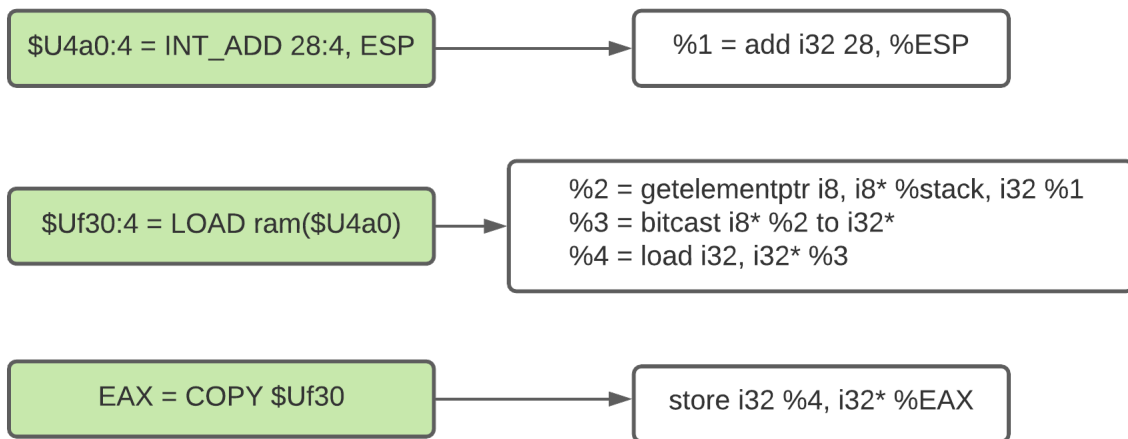 $U4a0:4 = INT_ADD 28:4, ESP
%1 = add i32 28, %ESP
$Uf30:4 = LOAD ram($U4a0)
%2 = getelementptr i8, i8* %stack, i32 %1
%3 = bitcast i8* %2 to i32*
%4 = load i32, i32* %3
EAX = COPY $Uf30
store i32 %4, i32* %EAX